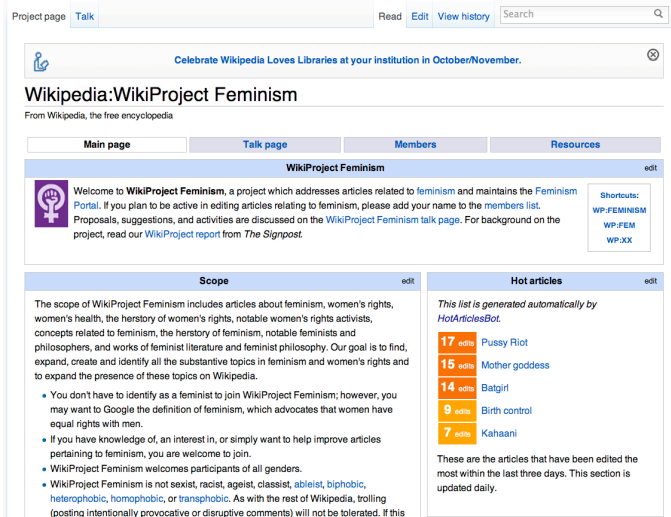 Project page Talk Read Edit View history Search
Celebrate Wikipedia Loves Libraries at your institution in October/November.
Wikipedia:WikiProject Feminism
From Wikipedia, the free encyclopedia
Main page Talk page Members Resources
WikiProject Feminism edit
Welcome to WikiProject Feminism, a project which addresses articles related to feminism and maintains the Feminism
Portal. If you plan to be active in editing articles relating to feminism, please add your name to the members list.
Proposals, suggestions, and activities are discussed on the WikiProject Feminism talk page. For background on the
project, read our WikiProject report from The Signpost.
Shortcuts:
WP:FEMINISM
WP:FEM
WP:XX
Scope edit
The scope of WikiProject Feminism includes articles about feminism, women's rights,
women's health, the herstory of women's rights, notable women's rights activists,
concepts related to feminism, the herstory of feminism, notable feminists and
philosophers, and works of feminist literature and feminist philosophy. Our goal is to find,
expand, create and identify all the substantive topics in feminism and women's rights and
to expand the presence of these topics on Wikipedia.
• You don't have to identify as a feminist to join WikiProject Feminism; however, you
may want to Google the definition of feminism, which advocates that women have
equal rights with men.
• If you have knowledge of, an interest in, or simply want to help improve articles
pertaining to feminism, you are welcome to join.
• WikiProject Feminism welcomes participants of all genders.
• WikiProject Feminism is not sexist, racist, ageist, classist, ableist, biphobic,
heterophobic, homophobic, or transphobic. As with the rest of Wikipedia, trolling
(posting intentionally provocative or disruptive comments) will not be tolerated. If this
Hot articles edit
This list is generated automatically by
HotArticlesBot.
17 edits Pussy Riot
15 edits Mother goddess
14 edits Batgirl
9 edits Birth control
7 edits Kahaani
These are the articles that have been edited the
most within the last three days. This section is
updated daily.